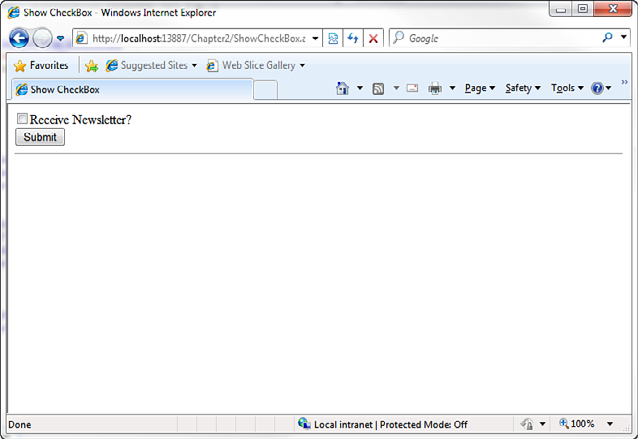 Show CheckBox - Windows Internet Explorer
http://localhost:13887/Chapter2/ShowCheckBox.a
Google
Favorites Suggested Sites Web Slice Gallery
Show CheckBox
Page Safety Tools
Receive Newsletter?
Submit
Done Local intranet | Protected Mode: Off 100%